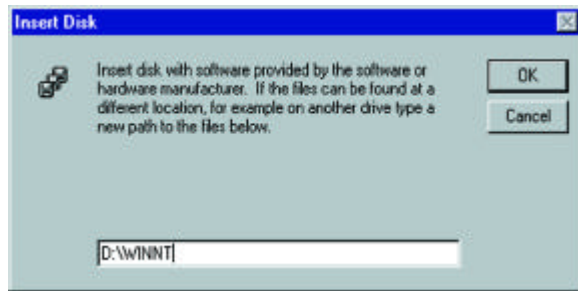 Insert Disk
Insert disk with software provided by the software or
hardware manufacturer. If the files can be found at a
different location, for example on another drive type a
new path to the files below.
OK
Cancel
D:\WINNT